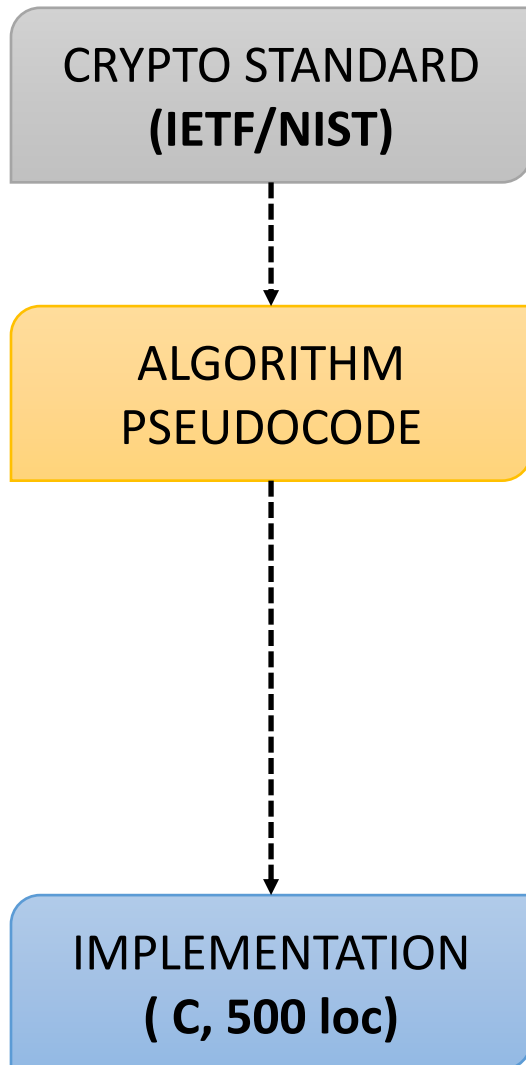 CRYPTO STANDARD
(IETF/NIST)
ALGORITHM
PSEUDOCODE
IMPLEMENTATION
( C, 500 loc)